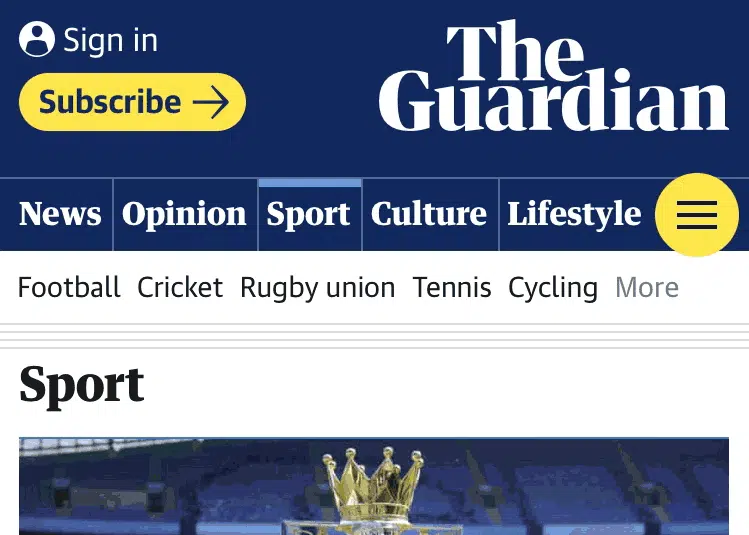 Sign in
Subscribe
The
Guardian
News Opinion Sport Culture Lifestyle
Football Cricket Rugby union Tennis Cycling More
Sport